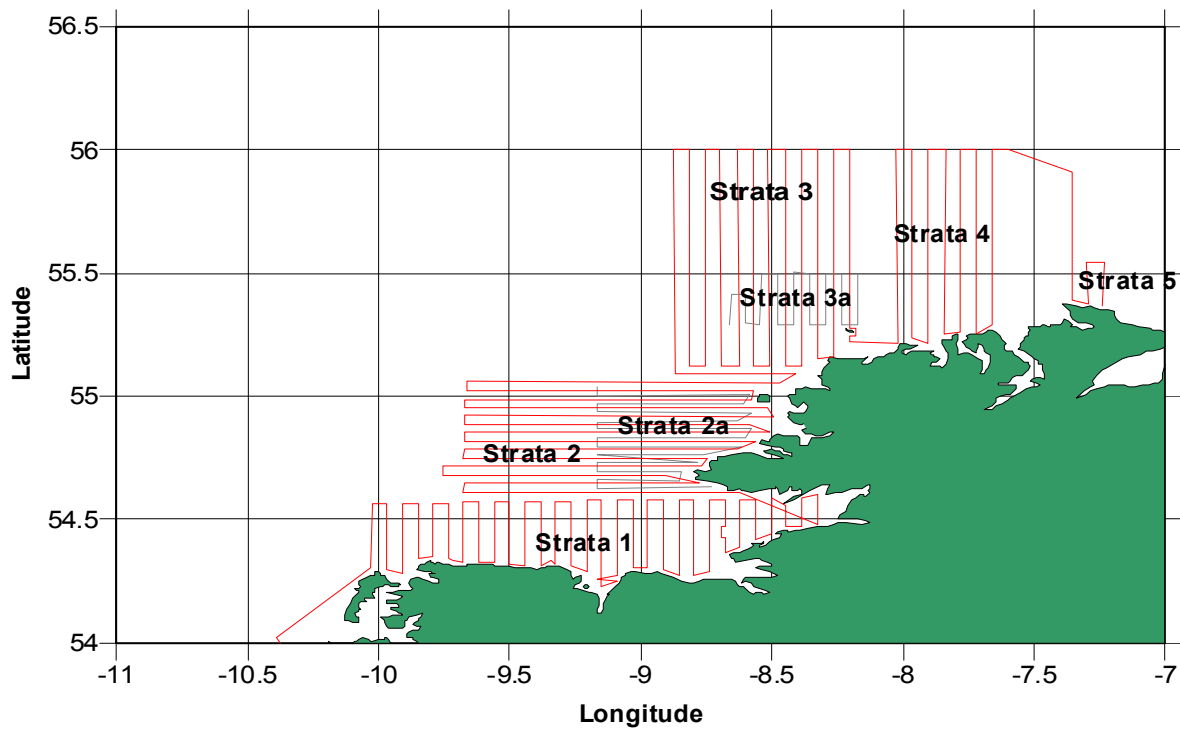 56.5
56
Strata 3
Strata 4
55.5
Strata 5
Strata 3a
Latitude
55
Strata 2a
Strata 2
54.5
Strata 1
54
-11
-10.5
-10
-9.5
-9
-8.5
-8
-7.5
-7
Longitude